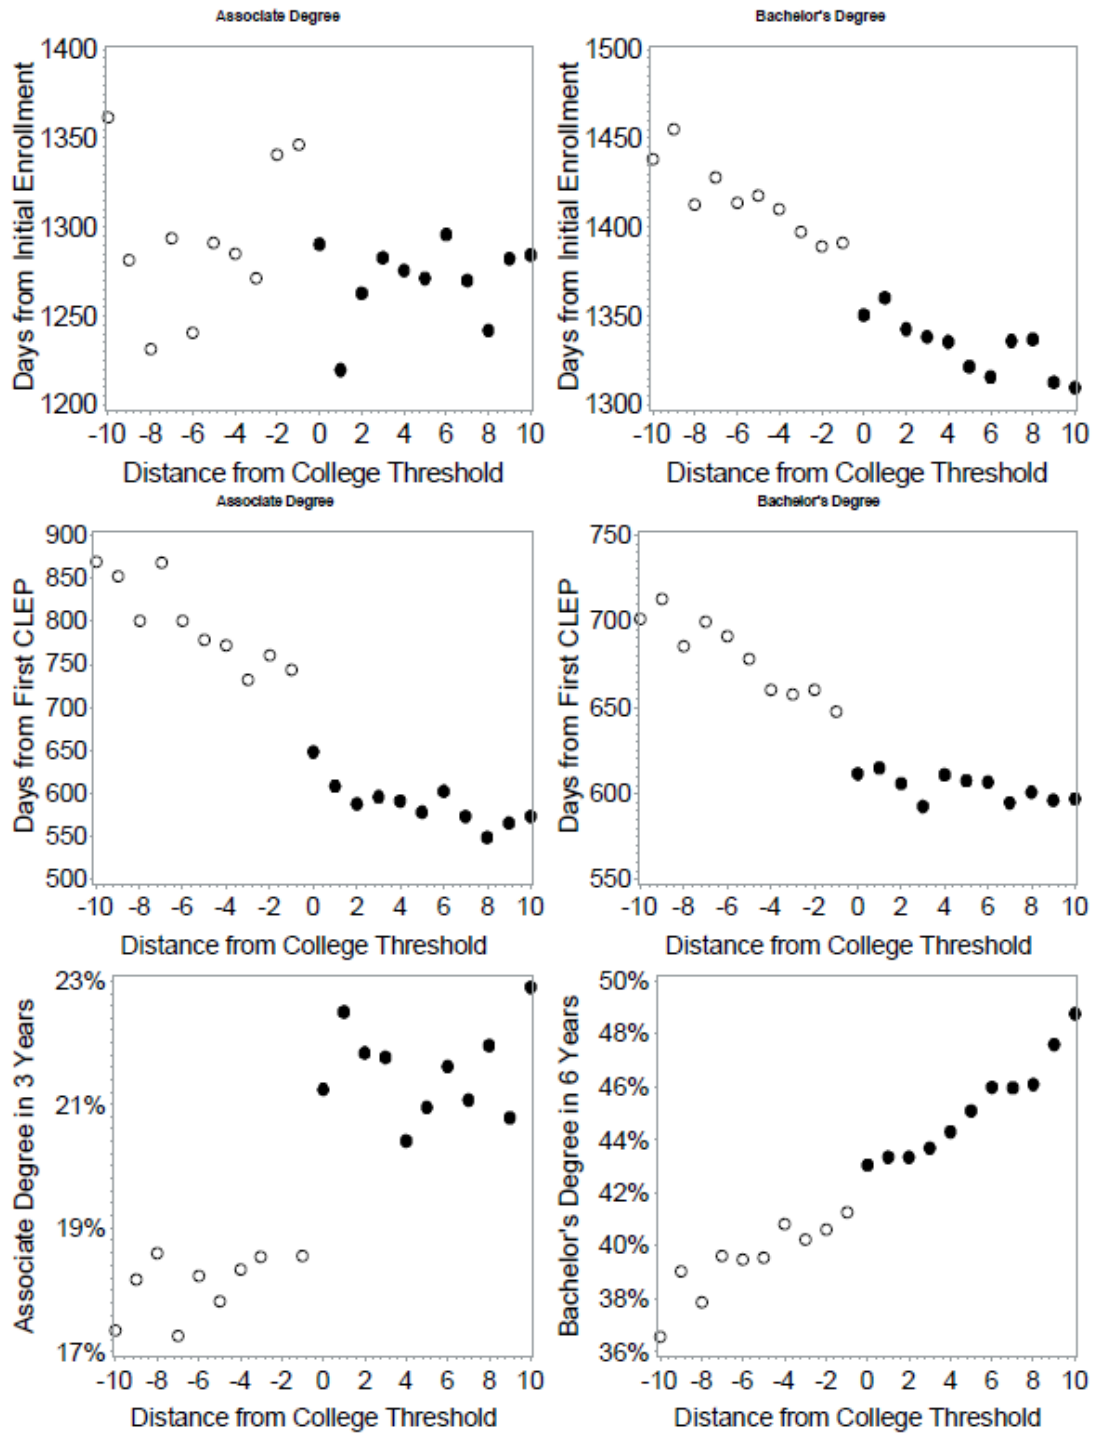 Associate Degree
1400
1350
1300
1250
1200
Days from Initial Enrollment
-10 -8 -6 -4 -2 0 2 4 6 8 10
Distance from College Threshold
Bachelor's Degree
1500
1450
1400
1350
1300
Days from Initial Enrollment
-10 -8 -6 -4 -2 0 2 4 6 8 10
Distance from College Threshold
Associate Degree
900
850
800
750
700
650
600
550
500
Days from First CLEP
-10 -8 -6 -4 -2 0 2 4 6 8 10
Distance from College Threshold
Bachelor's Degree
750
700
650
600
550
Days from First CLEP
-10 -8 -6 -4 -2 0 2 4 6 8 10
Distance from College Threshold
23%
21%
19%
17%
Associate Degree in 3 Years
-10 -8 -6 -4 -2 0 2 4 6 8 10
Distance from College Threshold
50%
48%
46%
44%
42%
40%
38%
36%
Bachelor's Degree in 6 Years
-10 -8 -6 -4 -2 0 2 4 6 8 10
Distance from College Threshold